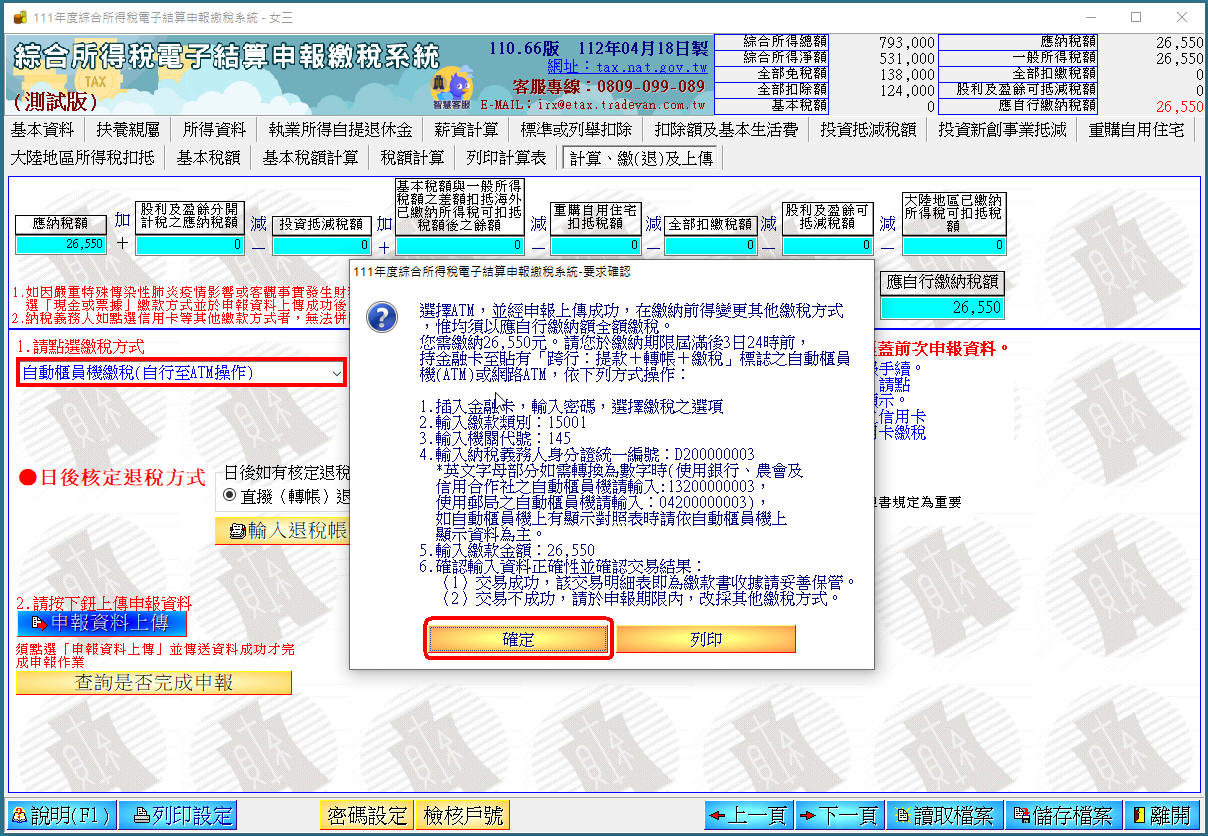 111年度綜合所得稅電子結算申報繳稅系統 - 女三
綜合所得稅電子結算申報繳稅系統
TAX
(測試版)
智慧客服
110.66版 112年04月18日製
網址：tax.nat.gov.tw
客服專線：0809-099-089
E-MAIL：irx@etax.tradevan.com.tw
綜合所得總額 793,000 應納稅額 26,550
綜合所得淨額 531,000 一般所得稅額 26,550
全部免稅額 138,000 全部扣繳稅額 0
全部扣除額 124,000 股利及盈餘可抵減稅額 0
基本稅額 0 應自行繳納稅額 26,550
基本資料 扶養親屬 所得資料 執業所得自提退休金 薪資計算 標準或列舉扣除 扣除額及基本生活費 投資抵減稅額 投資新創事業抵減 重購自用住宅
大陸地區所得稅扣抵 基本稅額 基本稅額計算 稅額計算 列印計算表 計算、繳(退)及上傳
應納稅額
26,550
加
+
股利及盈餘分開
計稅之應納稅額
0
減
—
投資抵減稅額
0
加
+
基本稅額與一般所得
稅額之差額扣抵海外
已繳納所得稅可扣抵
稅額後之餘額
0
減
—
重購自用住宅
扣抵稅額
0
減
—
全部扣繳稅額
0
減
—
股利及盈餘可
抵減稅額
0
減
—
大陸地區已繳納
所得稅可扣抵稅
額
0
應自行繳納稅額
26,550
1.如因嚴重特殊傳染性肺炎疫情影響或客觀事實發生財
選「現金或票據」繳款方式並於申報資料上傳成功後
2.納稅義務人如點選信用卡等其他繳款方式者，無法併
1.請點選繳稅方式
自動櫃員機繳稅(自行至ATM操作)
●日後核定退稅方式
日後如有核定退稅
直撥（轉帳）退
輸入退稅帳
2.請按下鈕上傳申報資料
申報資料上傳
須點選「申報資料上傳」並傳送資料成功才完
成申報作業
查詢是否完成申報
蓋前次申報資料。
手續。
請點
示。
信用卡
卡繳稅
書規定為重要
111年度綜合所得稅電子結算申報繳稅系統-要求確認
選擇ATM，並經申報上傳成功，在繳納前得變更其他繳稅方式
，惟均須以應自行繳納額全額繳稅。
您需繳納26,550元。請您於繳納期限屆滿後3日24時前，
持金融卡至貼有「跨行：提款＋轉帳＋繳稅」標誌之自動櫃員
機(ATM)或網路ATM，依下列方式操作：
1.插入金融卡，輸入密碼，選擇繳稅之選項
2.輸入繳款類別：15001
3.輸入機關代號：145
4.輸入納稅義務人身分證統一編號：D200000003
*英文字母部分如需轉換為數字時(使用銀行、農會及
信用合作社之自動櫃員機請輸入:13200000003，
使用郵局之自動櫃員機請輸入：04200000003)，
如自動櫃員機上有顯示對照表時請依自動櫃員機上
顯示資料為主。
5.輸入繳款金額：26,550
6.確認輸入資料正確性並確認交易結果：
（1）交易成功，該交易明細表即為繳款書收據請妥善保管。
（2）交易不成功，請於申報期限內，改採其他繳稅方式。
確定 列印
說明(F1) 列印設定 密碼設定 檢核戶號 上一頁 下一頁 讀取檔案 儲存檔案 離開